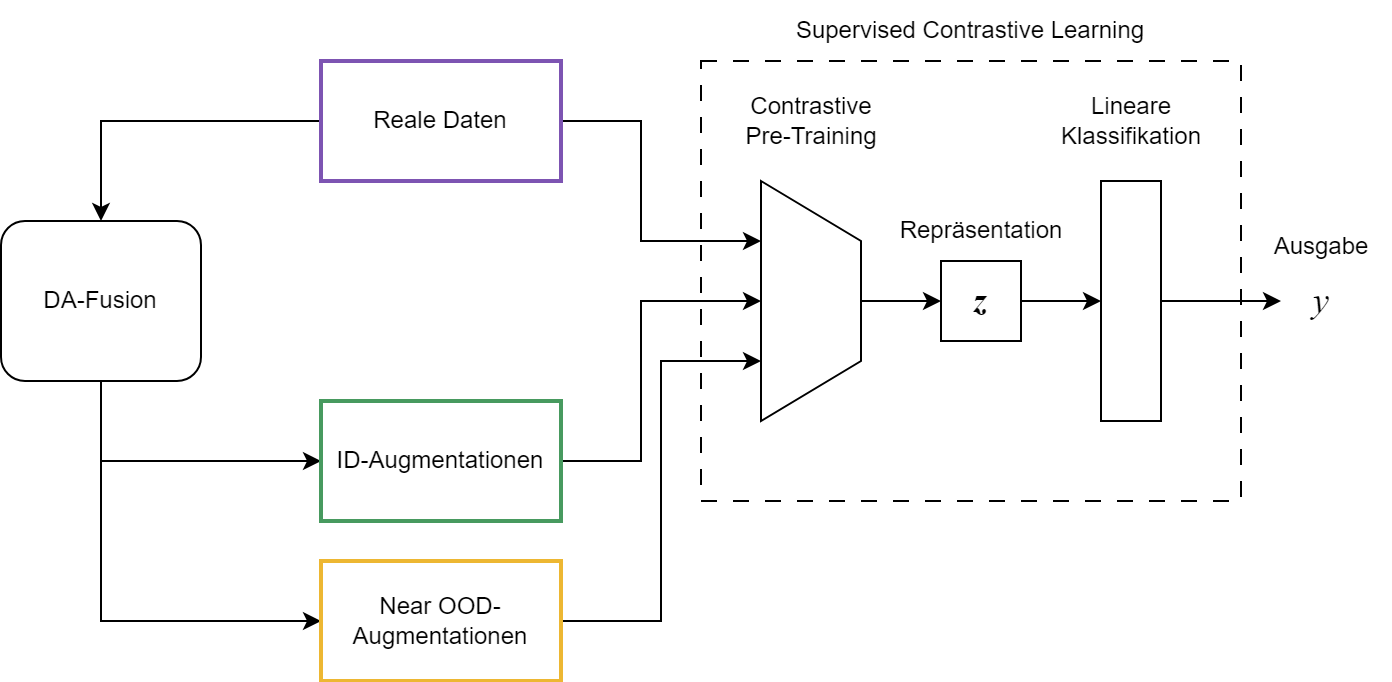 Supervised Contrastive Learning
Reale Daten
Contrastive
Pre-Training
Lineare
Klassifikation
DA-Fusion
Repräsentation
z
Ausgabe
y
ID-Augmentationen
Near OOD-
Augmentationen